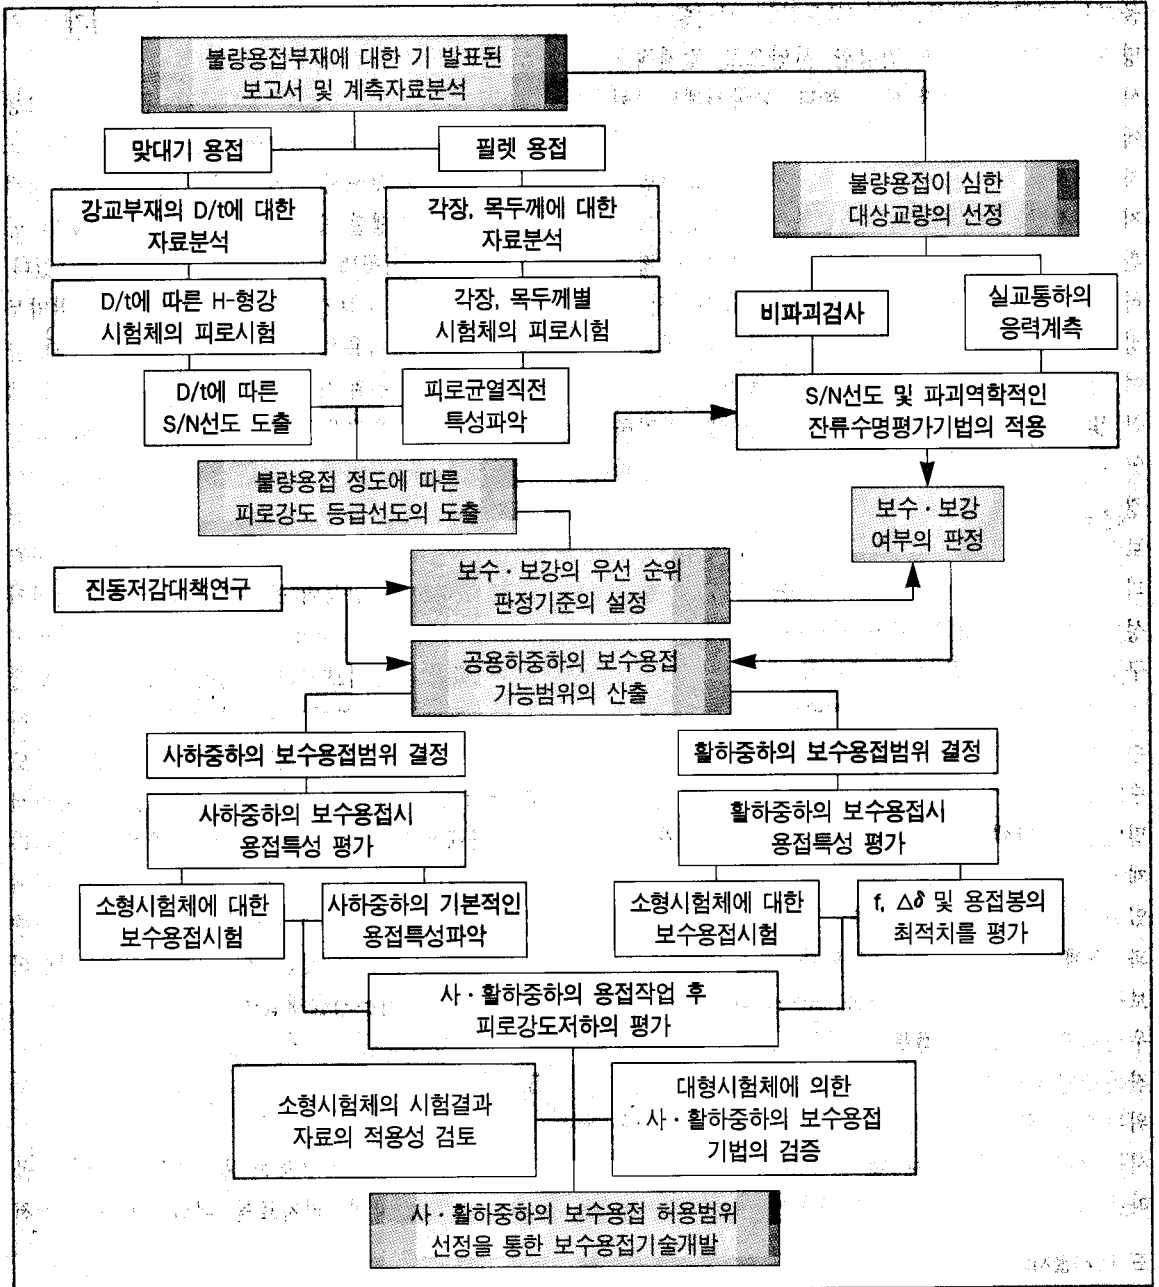 불량용접부재에 대한 기 발표된
보고서 및 계측자료분석
맞대기 용접
필렛 용접
불량용접이 심한
대상교량의 선정
강교부재의 D/t에 대한
자료분석
각장, 목두께에 대한
자료분석
D/t에 따른 H-형강
시험체의 피로시험
각장, 목두께별
시험체의 피로시험
비파괴검사
실교통하의
응력계측
D/t에 따른
S/N선도 도출
피로균열직전
특성파악
S/N선도 및 파괴역학적인
잔류수명평가기법의 적용
불량용접 정도에 따른
피로강도 등급선도의 도출
보수·보강
여부의 판정
진동저감대책연구
보수·보강의 우선 순위
판정기준의 설정
공용하중하의 보수용접
가능범위의 산출
사하중하의 보수용접범위 결정
활하중하의 보수용접범위 결정
사하중하의 보수용접시
용접특성 평가
활하중하의 보수용접시
용접특성 평가
소형시험체에 대한
보수용접시험
사하중하의 기본적인
용접특성파악
소형시험체에 대한
보수용접시험
f, △δ 및 용접봉의
최적치를 평가
사·활하중하의 용접작업 후
피로강도저하의 평가
소형시험체의 시험결과
자료의 적용성 검토
대형시험체에 의한
사·활하중하의 보수용접
기법의 검증
사·활하중하의 보수용접 허용범위
선정을 통한 보수용접기술개발